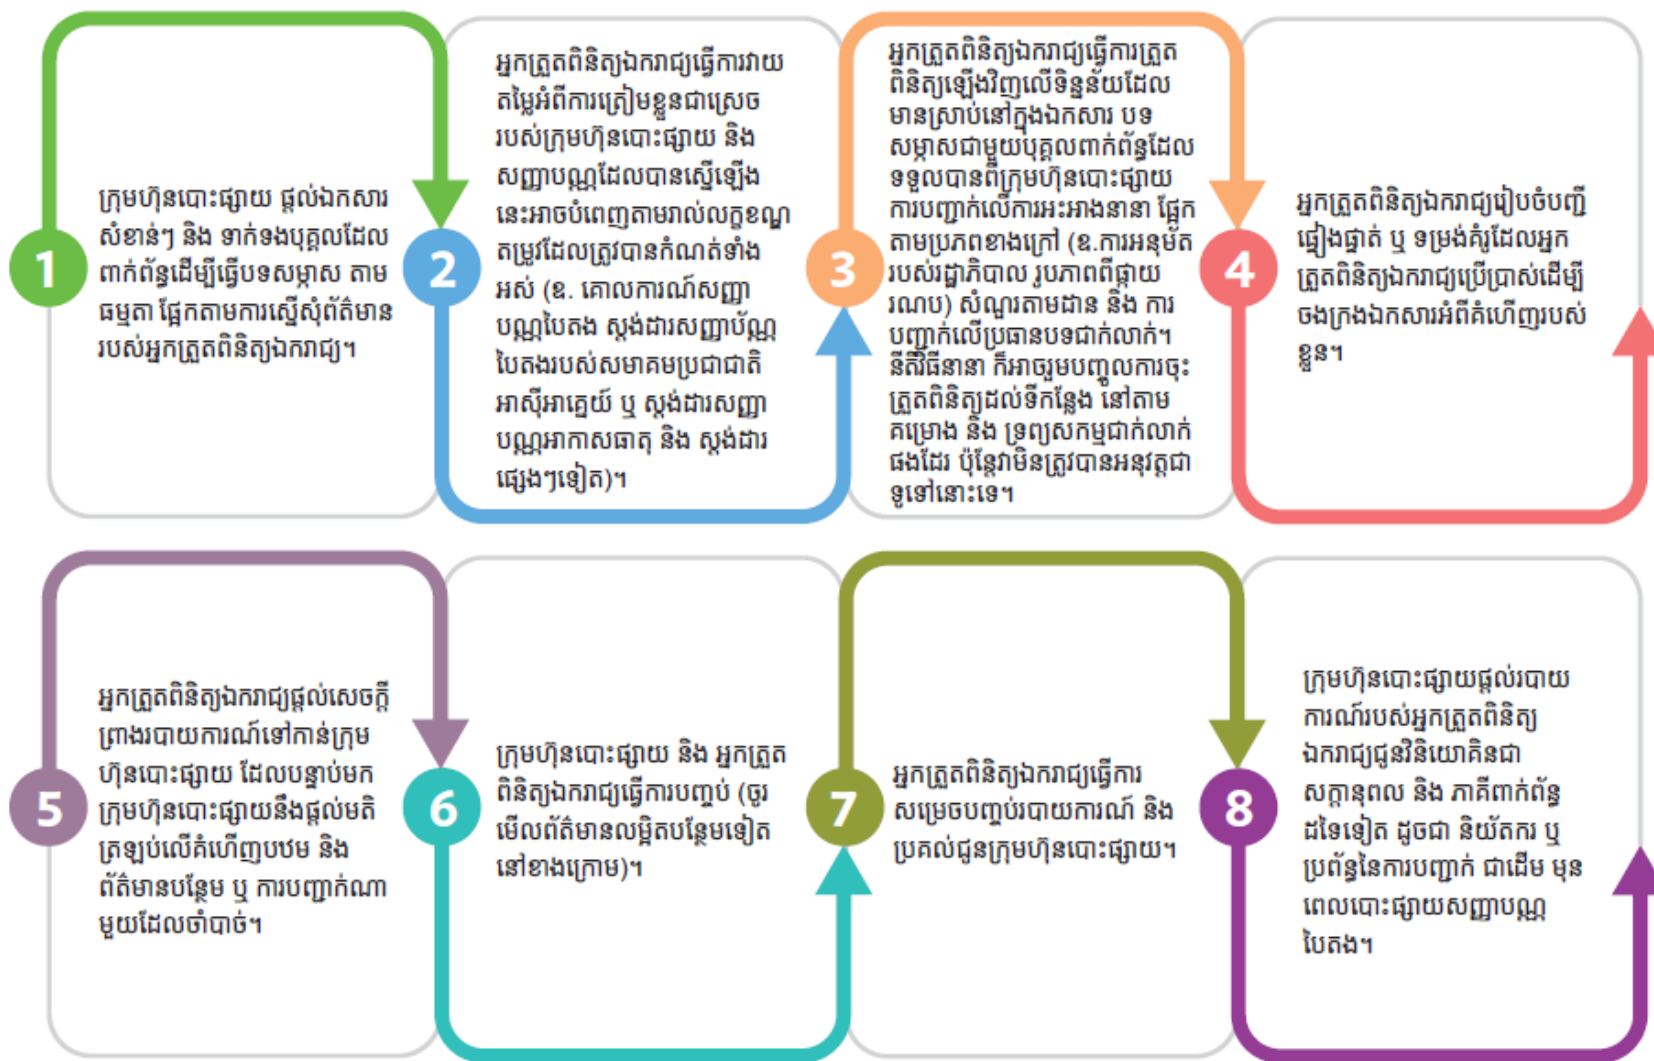 1
ក្រុមហ៊ុនបោះផ្សាយ ផ្តល់ឯកសារ
សំខាន់ៗ និង ទាក់ទងបុគ្គលដែល
ពាក់ព័ន្ធដើម្បីធ្វើបទសម្ភាស តាម
ធម្មតា ផ្អែកតាមការស្នើសុំព័ត៌មាន
របស់អ្នកត្រួតពិនិត្យឯករាជ្យ។
2
អ្នកត្រួតពិនិត្យឯករាជ្យធ្វើការវាយ
តម្លៃអំពីការត្រៀមខ្លួនជាស្រេច
របស់ក្រុមហ៊ុនបោះផ្សាយ និង
សញ្ញាបណ្ណដែលបានស្នើឡើង
នេះអាចបំពេញតាមរាល់លក្ខខណ្ឌ
តម្រូវដែលត្រូវបានកំណត់ទាំង
អស់ (ឧ. គោលការណ៍សញ្ញា
បណ្ណបៃតង ស្តង់ដារសញ្ញាប័ណ្ណ
បៃតងរបស់សមាគមប្រជាជាតិ
អាស៊ីអាគ្នេយ៍ ឬ ស្តង់ដារសញ្ញា
បណ្ណអាកាសធាតុ និង ស្តង់ដារ
ផ្សេងៗទៀត)។
3
អ្នកត្រួតពិនិត្យឯករាជ្យធ្វើការត្រួត
ពិនិត្យឡើងវិញលើទិន្នន័យដែល
មានស្រាប់នៅក្នុងឯកសារ បទ
សម្ភាសជាមួយបុគ្គលពាក់ព័ន្ធដែល
ទទួលបានពីក្រុមហ៊ុនបោះផ្សាយ
ការបញ្ជាក់លើការអះអាងនានា ផ្អែក
តាមប្រភពខាងក្រៅ (ឧ.ការអនុម័ត
របស់រដ្ឋាភិបាល រូបភាពពីផ្កាយ
រណប) សំណួរតាមដាន និង ការ
បញ្ជាក់លើប្រធានបទជាក់លាក់។
នីតិវិធីនានា ក៏អាចរួមបញ្ចូលការចុះ
ត្រួតពិនិត្យដល់ទីកន្លែង នៅតាម
គម្រោង និង ទ្រព្យសកម្មជាក់លាក់
ផងដែរ ប៉ុន្តែវាមិនត្រូវបានអនុវត្តជា
ទូទៅនោះទេ។
4
អ្នកត្រួតពិនិត្យឯករាជ្យរៀបចំបញ្ជី
ផ្ទៀងផ្ទាត់ ឬ ទម្រង់គំរូដែលអ្នក
ត្រួតពិនិត្យឯករាជ្យប្រើប្រាស់ដើម្បី
ចងក្រងឯកសារអំពីគំហើញរបស់
ខ្លួន។
5
អ្នកត្រួតពិនិត្យឯករាជ្យផ្តល់សេចក្តី
ព្រាងរបាយការណ៍ទៅកាន់ក្រុម
ហ៊ុនបោះផ្សាយ ដែលបន្ទាប់មក
ក្រុមហ៊ុនបោះផ្សាយនឹងផ្តល់មតិ
ត្រឡប់លើគំហើញបឋម និង
ព័ត៌មានបន្ថែម ឬ ការបញ្ជាក់ណា
មួយដែលចាំបាច់។
6
ក្រុមហ៊ុនបោះផ្សាយ និង អ្នកត្រួត
ពិនិត្យឯករាជ្យធ្វើការបញ្ចប់ (ចូរ
មើលព័ត៌មានលម្អិតបន្ថែមទៀត
នៅខាងក្រោម)។
7
អ្នកត្រួតពិនិត្យឯករាជ្យធ្វើការ
សម្រេចបញ្ចប់របាយការណ៍ និង
ប្រគល់ជូនក្រុមហ៊ុនបោះផ្សាយ។
8
ក្រុមហ៊ុនបោះផ្សាយផ្តល់របាយ
ការណ៍របស់អ្នកត្រួតពិនិត្យ
ឯករាជ្យជូនវិនិយោគិនជា
សក្តានុពល និង ភាគីពាក់ព័ន្ធ
ដទៃទៀត ដូចជា និយ័តករ ឬ
ប្រព័ន្ធនៃការបញ្ជាក់ ជាដើម មុន
ពេលបោះផ្សាយសញ្ញាបណ្ណ
បៃតង។